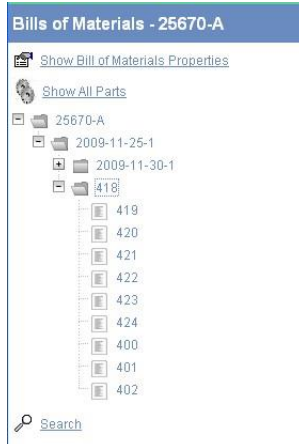 Bills of Materials - 25670-A
Show Bill of Materials Properties
Show All Parts
25670-A
2009-11-25-1
2009-11-30-1
418
419
420
421
422
423
424
400
401
402
Search